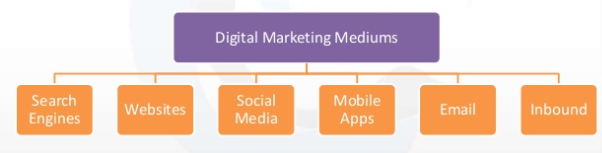 Digital Marketing Mediums
Search
Engines
Websites
Social
Media
Mobile
Apps
Email
Inbound